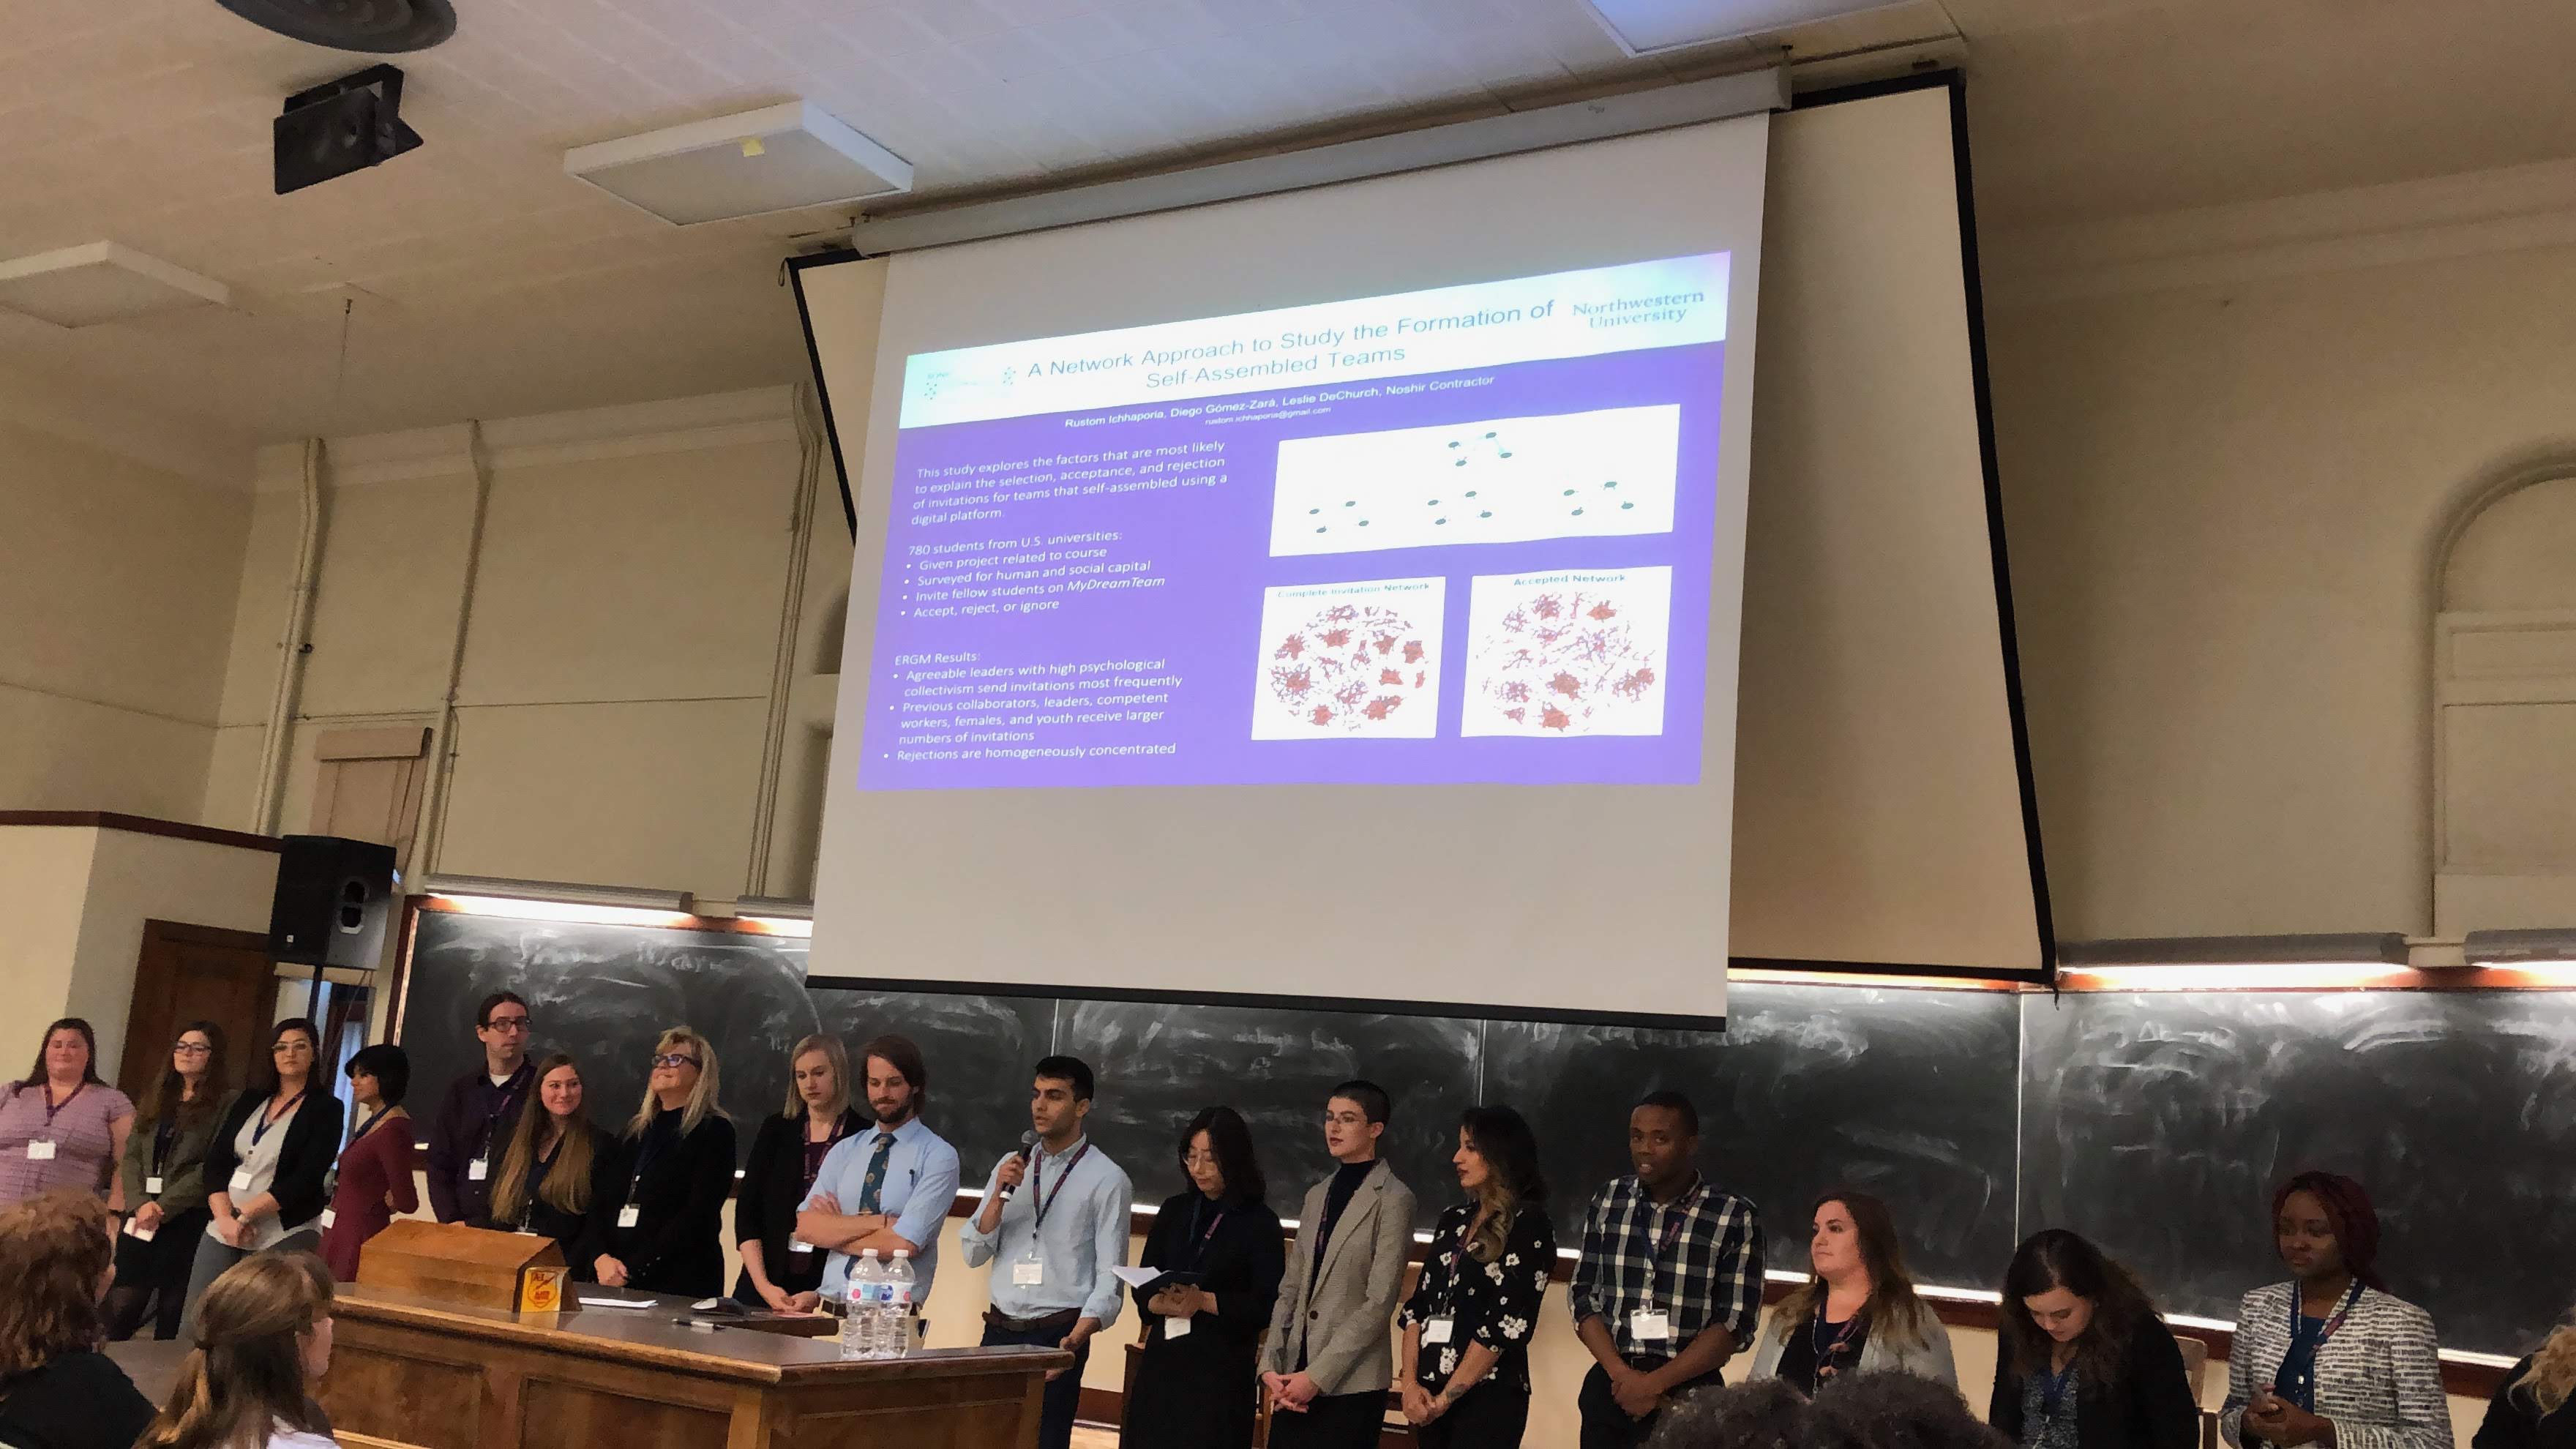 A Network Approach to Study the Formation of
Self-Assembled Teams
Northwestern
University
Rustom Ichhaporia, Diego Gómez-Zará, Leslie DeChurch, Noshir Contractor
rustom.ichhaporia@gmail.com
This study explores the factors that are most likely
to explain the selection, acceptance, and rejection
of invitations for teams that self-assembled using a
digital platform.
780 students from U.S. universities:
• Given project related to course
• Surveyed for human and social capital
• Invite fellow students on MyDreamTeam
• Accept, reject, or ignore
ERGM Results:
• Agreeable leaders with high psychological
collectivism send invitations most frequently
• Previous collaborators, leaders, competent
workers, females, and youth receive larger
numbers of invitations
• Rejections are homogeneously concentrated
Complete Invitation Network
Accepted Network